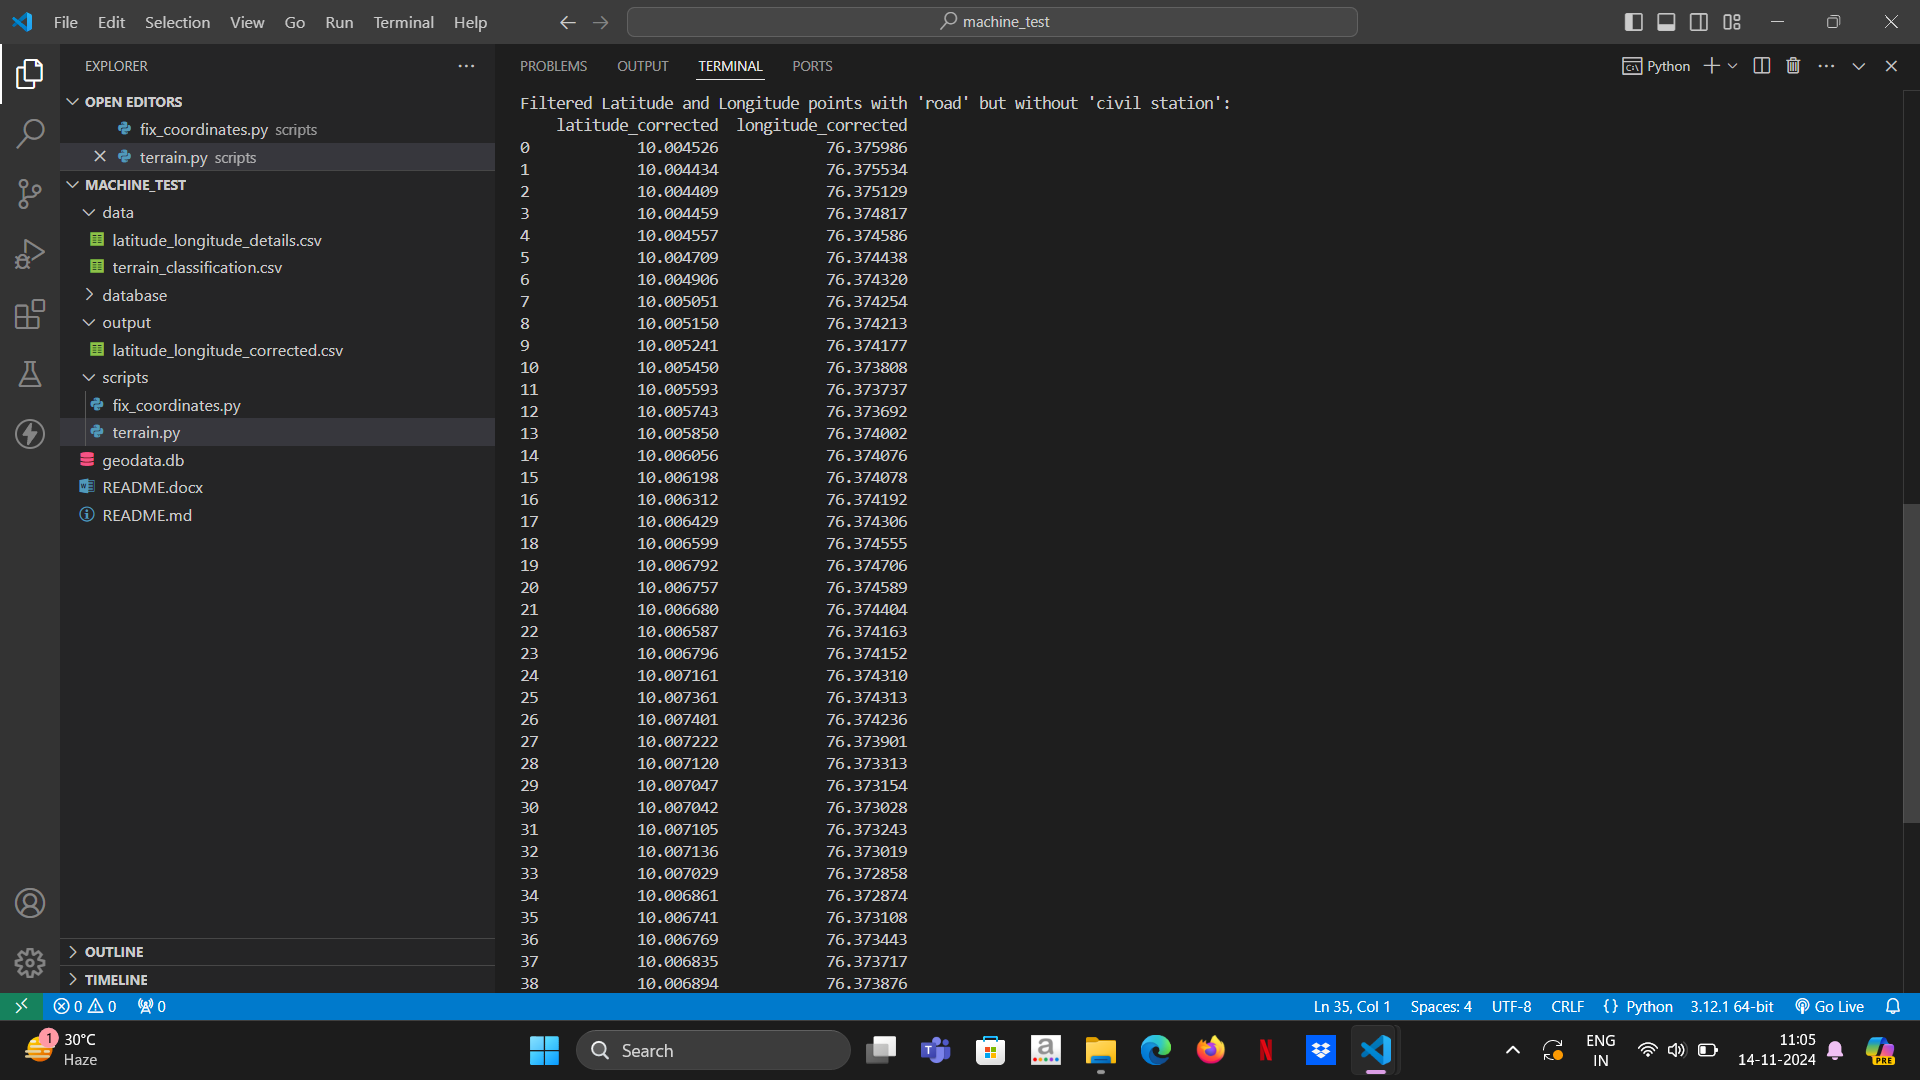 File Edit Selection View Go Run Terminal Help
machine_test
EXPLORER
OPEN EDITORS
fix_coordinates.py scripts
terrain.py scripts
MACHINE_TEST
data
latitude_longitude_details.csv
terrain_classification.csv
database
output
latitude_longitude_corrected.csv
scripts
fix_coordinates.py
terrain.py
geodata.db
README.docx
README.md
OUTLINE
TIMELINE
PROBLEMS OUTPUT TERMINAL PORTS
Python
Filtered Latitude and Longitude points with 'road' but without 'civil station':
latitude_corrected longitude_corrected
0 10.004526 76.375986
1 10.004434 76.375534
2 10.004409 76.375129
3 10.004459 76.374817
4 10.004557 76.374586
5 10.004709 76.374438
6 10.004906 76.374320
7 10.005051 76.374254
8 10.005150 76.374213
9 10.005241 76.374177
10 10.005450 76.373808
11 10.005593 76.373737
12 10.005743 76.373692
13 10.005850 76.374002
14 10.006056 76.374076
15 10.006198 76.374078
16 10.006312 76.374192
17 10.006429 76.374306
18 10.006599 76.374555
19 10.006792 76.374706
20 10.006757 76.374589
21 10.006680 76.374404
22 10.006587 76.374163
23 10.006796 76.374152
24 10.007161 76.374310
25 10.007361 76.374313
26 10.007401 76.374236
27 10.007222 76.373901
28 10.007120 76.373313
29 10.007047 76.373154
30 10.007042 76.373028
31 10.007105 76.373243
32 10.007136 76.373019
33 10.007029 76.372858
34 10.006861 76.372874
35 10.006741 76.373108
36 10.006769 76.373443
37 10.006835 76.373717
38 10.006894 76.373876
0 0 0 Ln 35, Col 1 Spaces: 4 UTF-8 CRLF {} Python 3.12.1 64-bit Go Live
1 30°C
Haze
Search
ENG
IN
11:05
14-11-2024
PRE